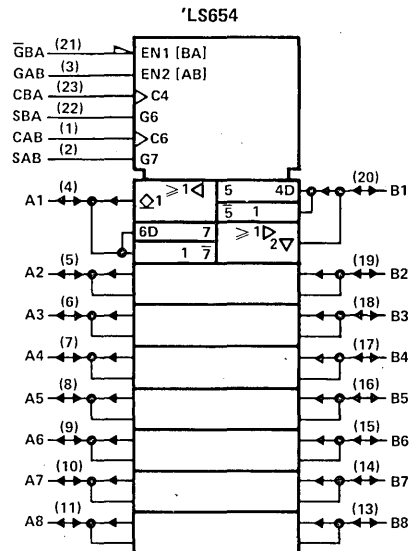 'LS654
G̅BA (21) EN1 [BA]
GAB (3) EN2 [AB]
CBA (23) C4
SBA (22) G6
CAB (1) C6
SAB (2) G7
A1 (4) ◇1 ≥1◁ 5 4D (20) B1
5̅ 1
6D 7 ≥1▷
1 7̅ 2▽
A2 (5) (19) B2
A3 (6) (18) B3
A4 (7) (17) B4
A5 (8) (16) B5
A6 (9) (15) B6
A7 (10) (14) B7
A8 (11) (13) B8